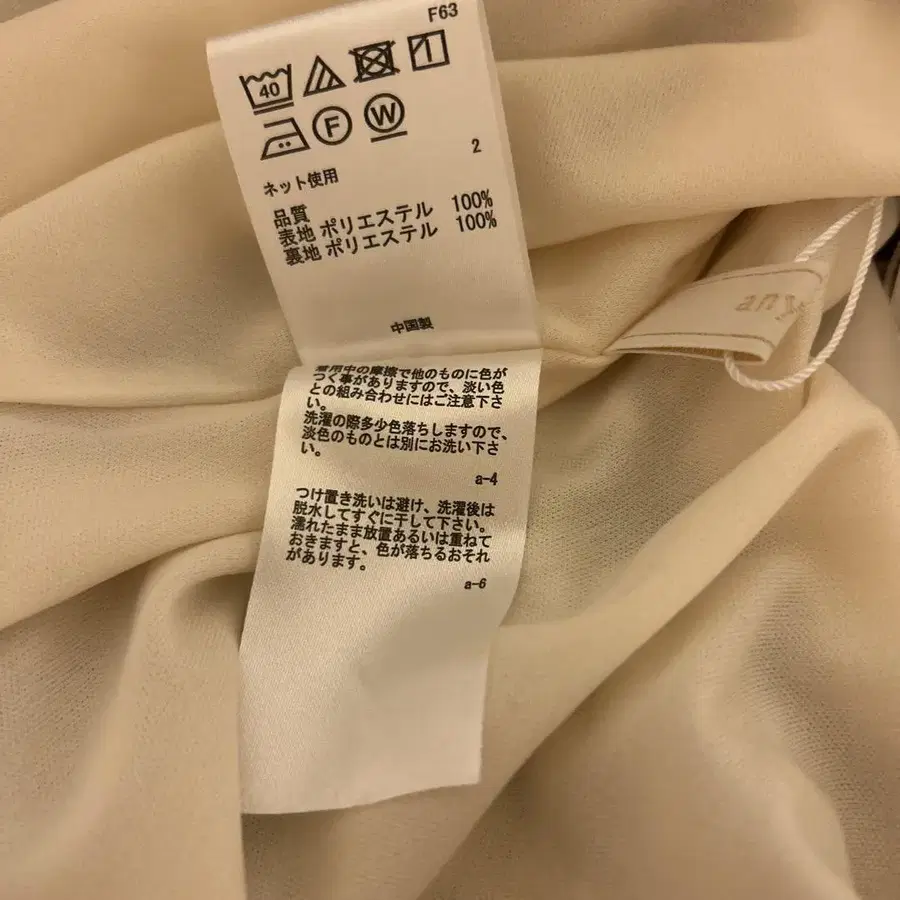 F63
40
F W
2
ネット使用
品質
表地 ポリエステル 100%
裏地 ポリエステル 100%
中国製
着用中の摩擦で他のものに色が
つく事がありますので、淡い色
との組み合わせにはご注意下さ
い。
洗濯の際多少色落ちしますので、
淡色のものとは別にお洗い下さ
い。
a-4
つけ置き洗いは避け、洗濯後は
脱水してすぐに干して下さい。
濡れたまま放置あるいは重ねて
おきますと、色が落ちるおそれ
があります。
a-6
any